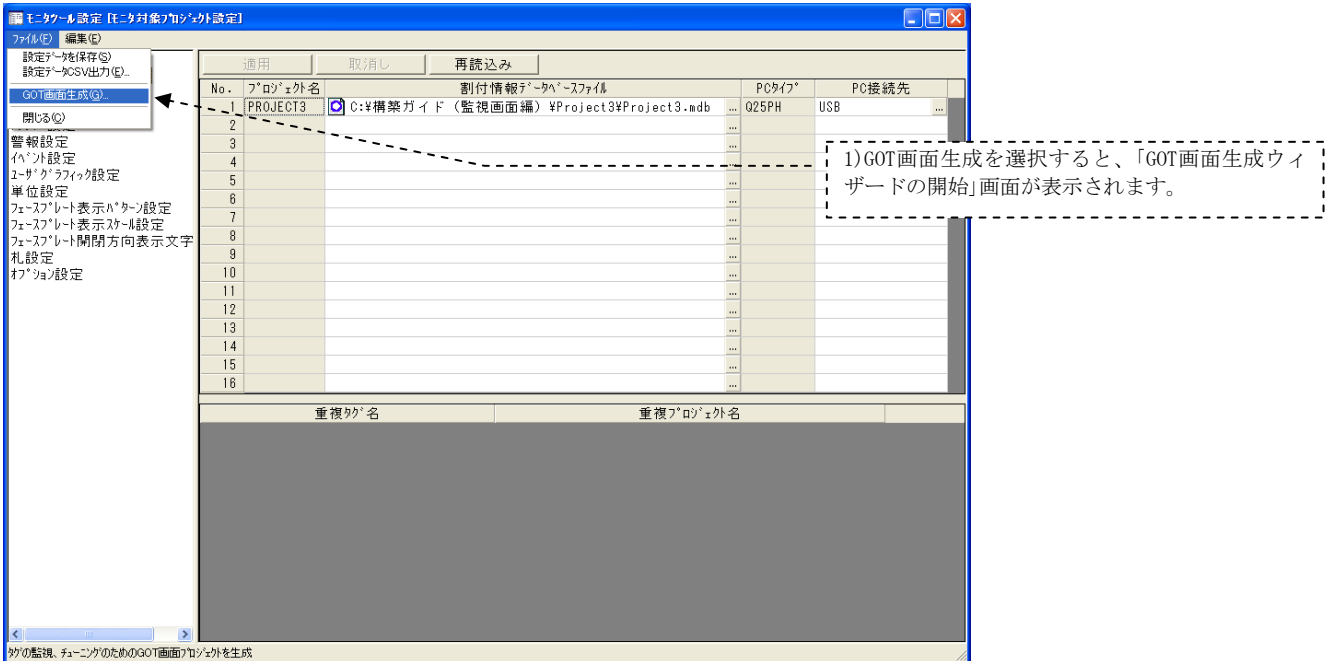 モニタツール設定 [モニタ対象プロジェクト設定]
ファイル(F) 編集(E)
設定データを保存(S)
設定データCSV出力(E)...
GOT画面生成(G)...
閉じる(C)
警報設定
イベント設定
ユーザグラフィック設定
単位設定
フェースプレート表示パターン設定
フェースプレート表示スケール設定
フェースプレート開閉方向表示文字
札設定
オプション設定
適用 取消し 再読込み
No. プロジェクト名 割付情報データベースファイル PCタイプ PC接続先
1 PROJECT3 C:¥構築ガイド（監視画面編）¥Project3¥Project3.mdb ... Q25PH USB ...
2 ...
3 ...
4 ...
5 ...
6 ...
7 ...
8 ...
9 ...
10 ...
11 ...
12 ...
13 ...
14 ...
15 ...
16 ...
重複タグ名 重複プロジェクト名
タグの監視、チューニングのためのGOT画面プロジェクトを生成
1)GOT画面生成を選択すると、「GOT画面生成ウィ
ザードの開始」画面が表示されます。